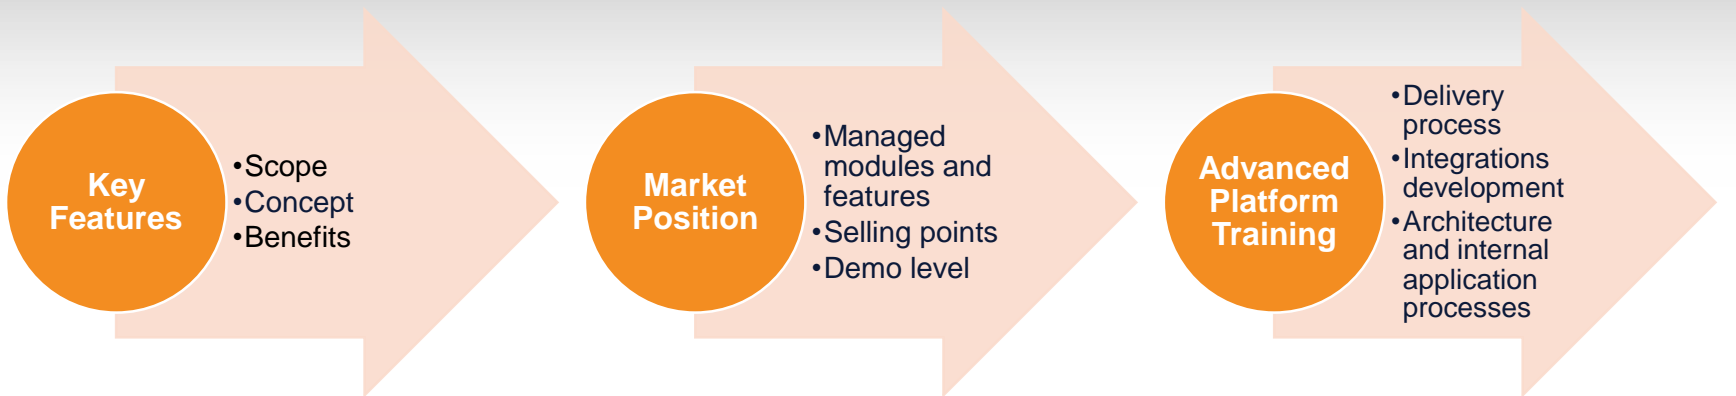 Key
Features
•Scope
•Concept
•Benefits
Market
Position
•Managed
modules and
features
•Selling points
•Demo level
Advanced
Platform
Training
•Delivery
process
•Integrations
development
•Architecture
and internal
application
processes